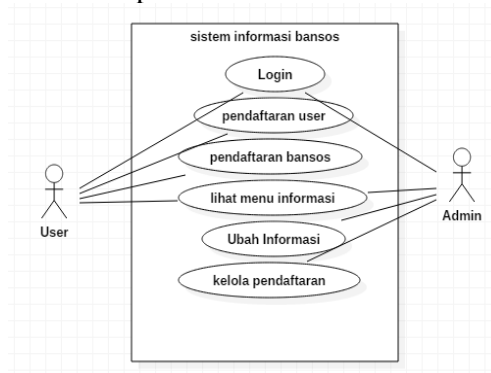 sistem informasi bansos
Login
pendaftaran user
pendaftaran bansos
lihat menu informasi
Ubah Informasi
kelola pendaftaran
User
Admin